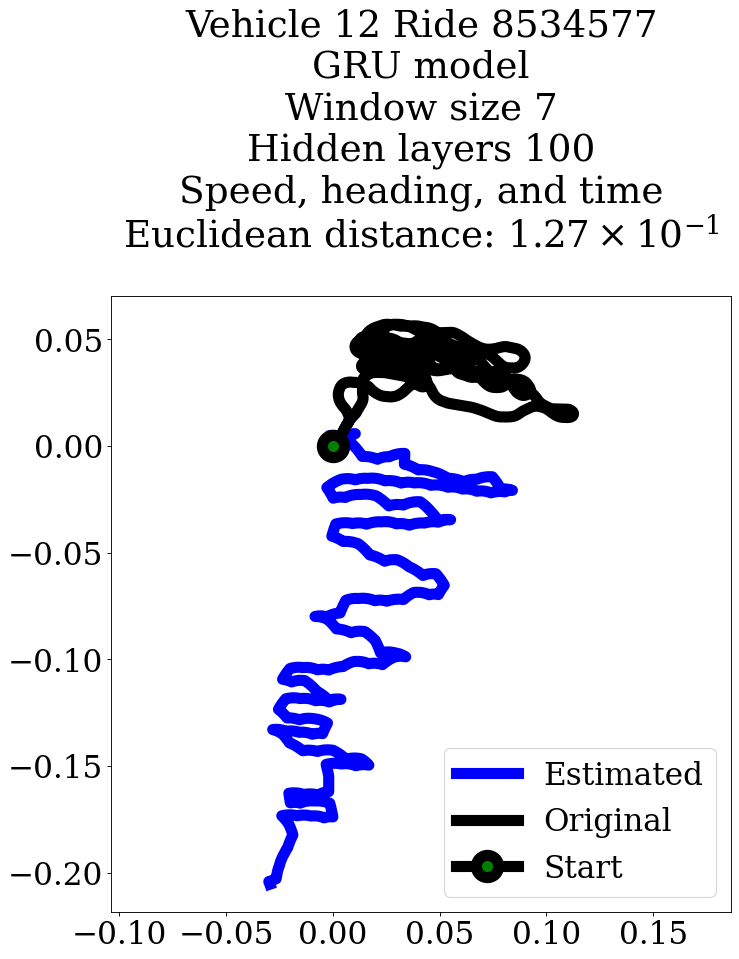 Vehicle 12 Ride 8534577
GRU model
Window size 7
Hidden layers 100
Speed, heading, and time
Euclidean distance: 1.27 × 10⁻¹
0.05
0.00
−0.05
−0.10
−0.15
−0.20
Estimated
Original
Start
−0.10 −0.05 0.00 0.05 0.10 0.15